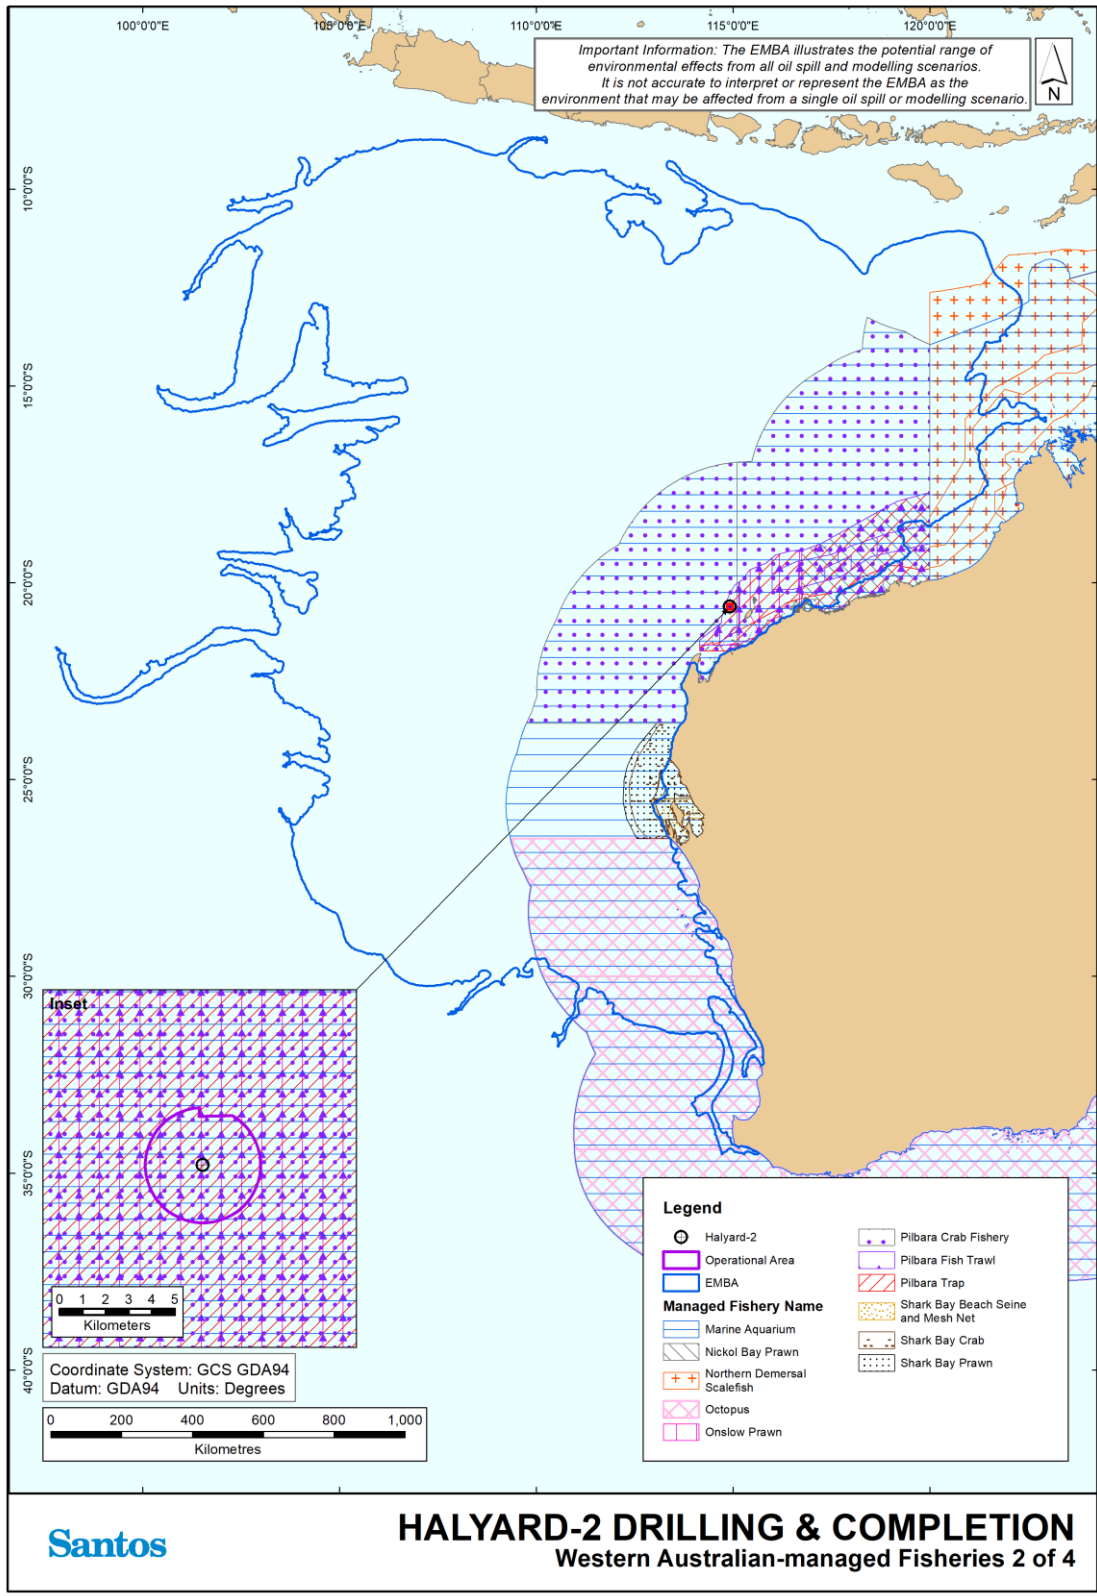 100°0'0"E
105°0'0"E
110°0'0"E
115°0'0"E
120°0'0"E
Important Information: The EMBA illustrates the potential range of
environmental effects from all oil spill and modelling scenarios.
It is not accurate to interpret or represent the EMBA as the
environment that may be affected from a single oil spill or modelling scenario.
N
10°0'0"S
15°0'0"S
20°0'0"S
25°0'0"S
30°0'0"S
35°0'0"S
40°0'0"S
Inset
0 1 2 3 4 5
Kilometers
Coordinate System: GCS GDA94
Datum: GDA94 Units: Degrees
0 200 400 600 800 1,000
Kilometres
Legend
Halyard-2
Operational Area
EMBA
Managed Fishery Name
Marine Aquarium
Nickol Bay Prawn
Northern Demersal
Scalefish
Octopus
Onslow Prawn
Pilbara Crab Fishery
Pilbara Fish Trawl
Pilbara Trap
Shark Bay Beach Seine
and Mesh Net
Shark Bay Crab
Shark Bay Prawn
Santos
HALYARD-2 DRILLING & COMPLETION
Western Australian-managed Fisheries 2 of 4